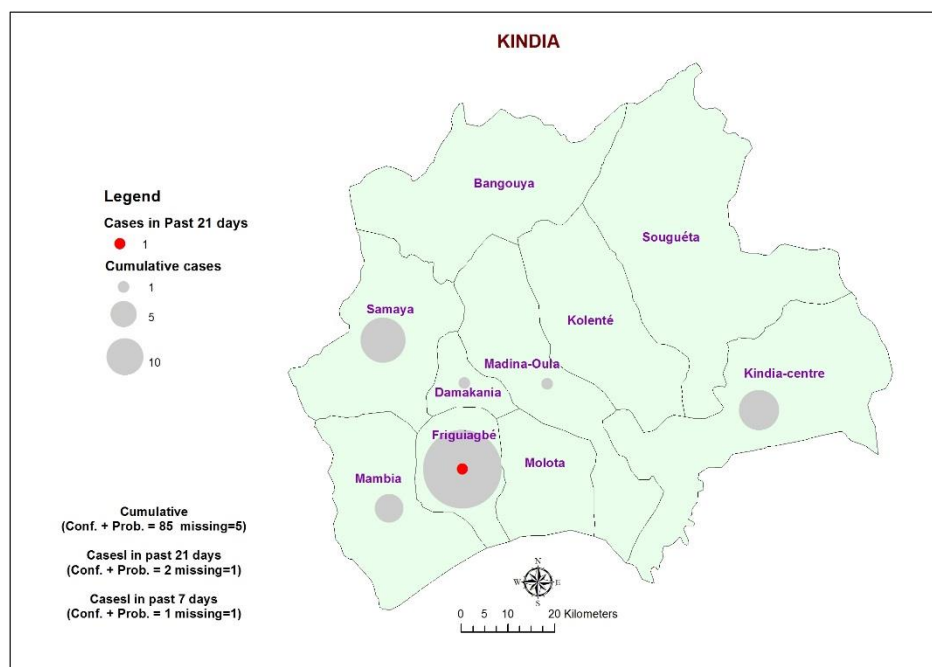 KINDIA
Bangouya
Legend
Cases in Past 21 days
1
Cumulative cases
1
5
10
Souguéta
Samaya
Kolenté
Madina-Oula
Kindia-centre
Damakania
Friguiagbé
Molota
Mambia
Cumulative
(Conf. + Prob. = 85 missing=5)
Casesl in past 21 days
(Conf. + Prob. = 2 missing=1)
Casesl in past 7 days
(Conf. + Prob. = 1 missing=1)
N
W E
S
0 5 10 20 Kilometers